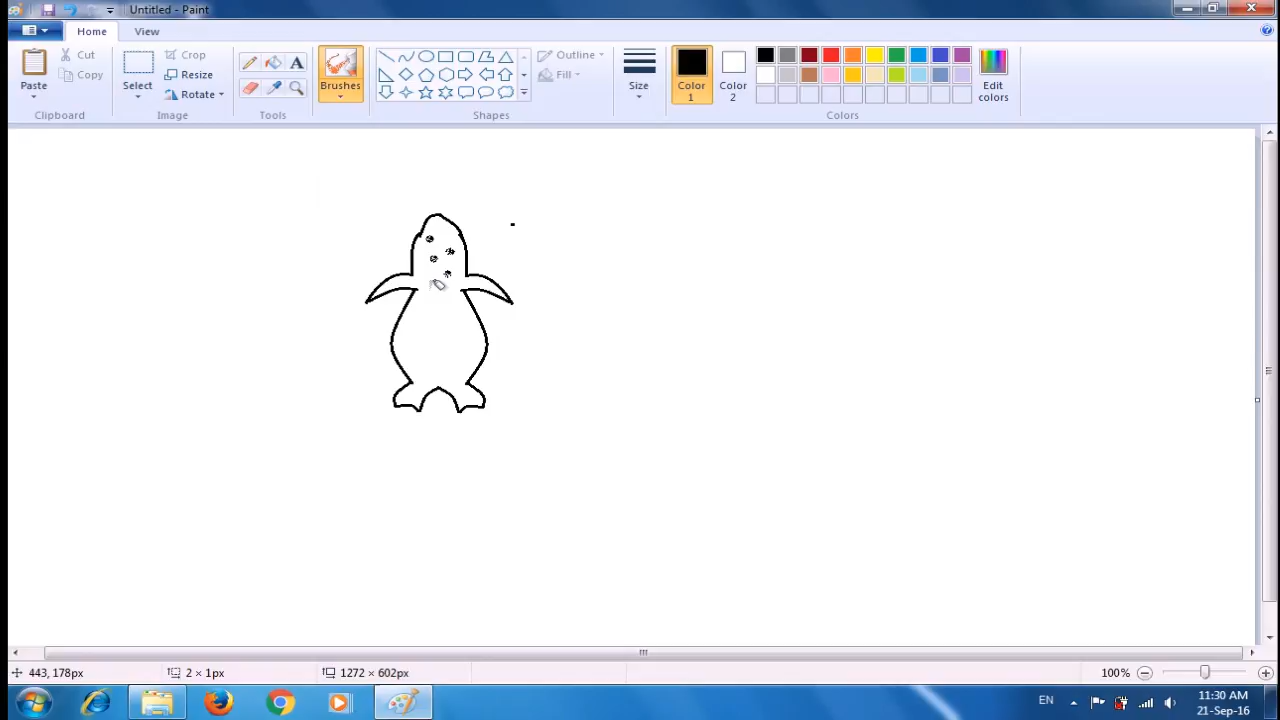 Untitled - Paint
Home View
Cut
Copy
Paste
Clipboard
Select
Crop
Resize
Rotate
Image
A
Tools
Brushes
Shapes
Outline
Fill
Size
Color 1
Color 2
Edit colors
Colors
443, 178px 2 × 1px 1272 × 602px 100%
EN 11:30 AM
21-Sep-16